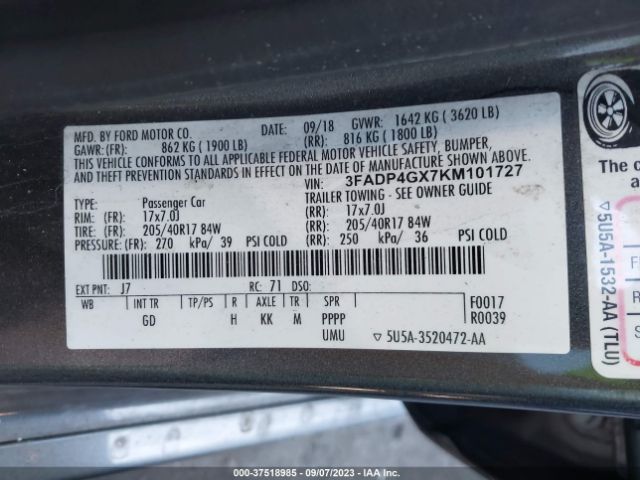 MFD. BY FORD MOTOR CO. DATE: 09/18 GVWR: 1642 KG ( 3620 LB)
GAWR: (FR): 862 KG ( 1900 LB) (RR): 816 KG ( 1800 LB)
THIS VEHICLE CONFORMS TO ALL APPLICABLE FEDERAL MOTOR VEHICLE SAFETY, BUMPER,
AND THEFT PREVENTION STANDARDS IN EFFECT ON THE DATE OF MANUFACTURE SHOWN ABOVE.
VIN: 3FADP4GX7KM101727
TYPE: Passenger Car TRAILER TOWING - SEE OWNER GUIDE
RIM: (FR): 17x7.0J (RR): 17x7.0J
TIRE: (FR): 205/40R17 84W (RR): 205/40R17 84W
PRESSURE: (FR): 270 kPa/ 39 PSI COLD (RR): 250 kPa/ 36 PSI COLD
EXT PNT: J7 RC: 71 DSO:
WB INT TR TP/PS R AXLE TR SPR F0017
GD H KK M PPPP R0039
UMU ▽ 5U5A-3520472-AA
The c
a
▽ 5U5A-1532-AA (TLU)
F
R
S
000-37518985 - 09/07/2023 - IAAI.COM